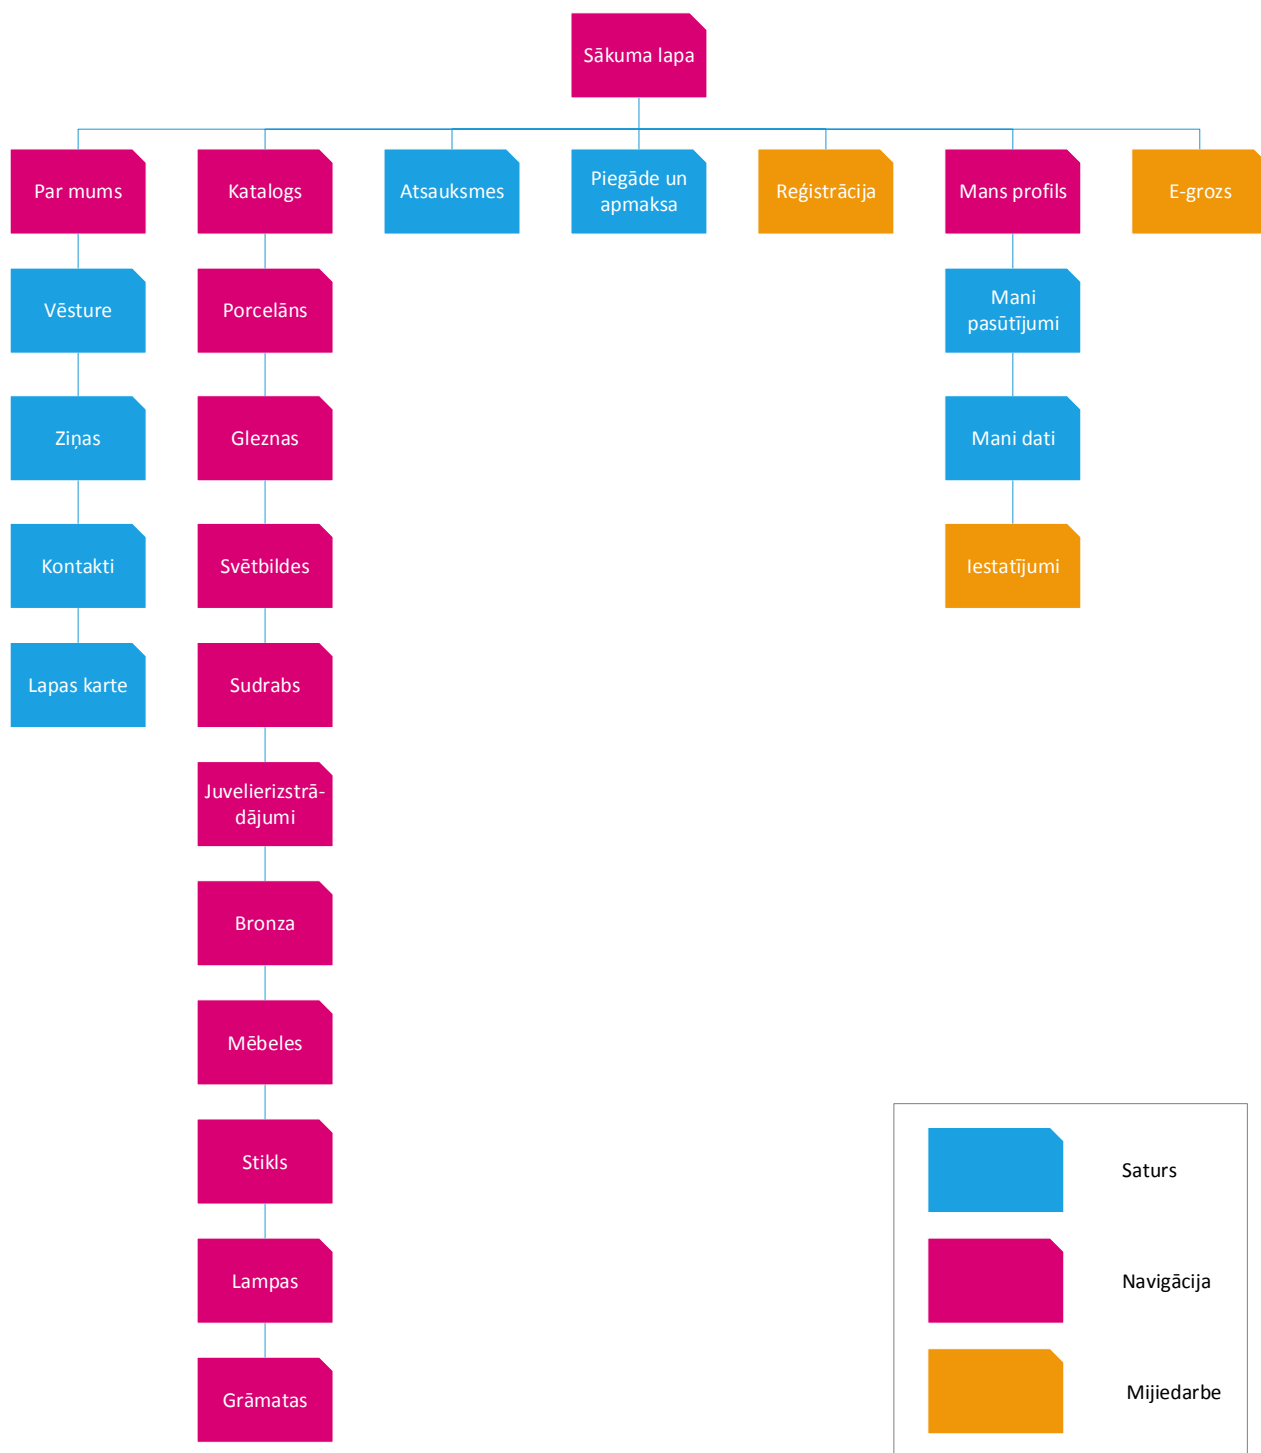 Sākuma lapa
Par mums
Katalogs
Atsauksmes
Piegāde un
apmaksa
Reģistrācija
Mans profils
E-grozs
Vēsture
Porcelāns
Mani
pasūtījumi
Ziņas
Gleznas
Mani dati
Kontakti
Svētbildes
Iestatījumi
Lapas karte
Sudrabs
Juvelierizstrā-
dājumi
Bronza
Mēbeles
Stikls
Lampas
Grāmatas
Saturs
Navigācija
Mijiedarbe